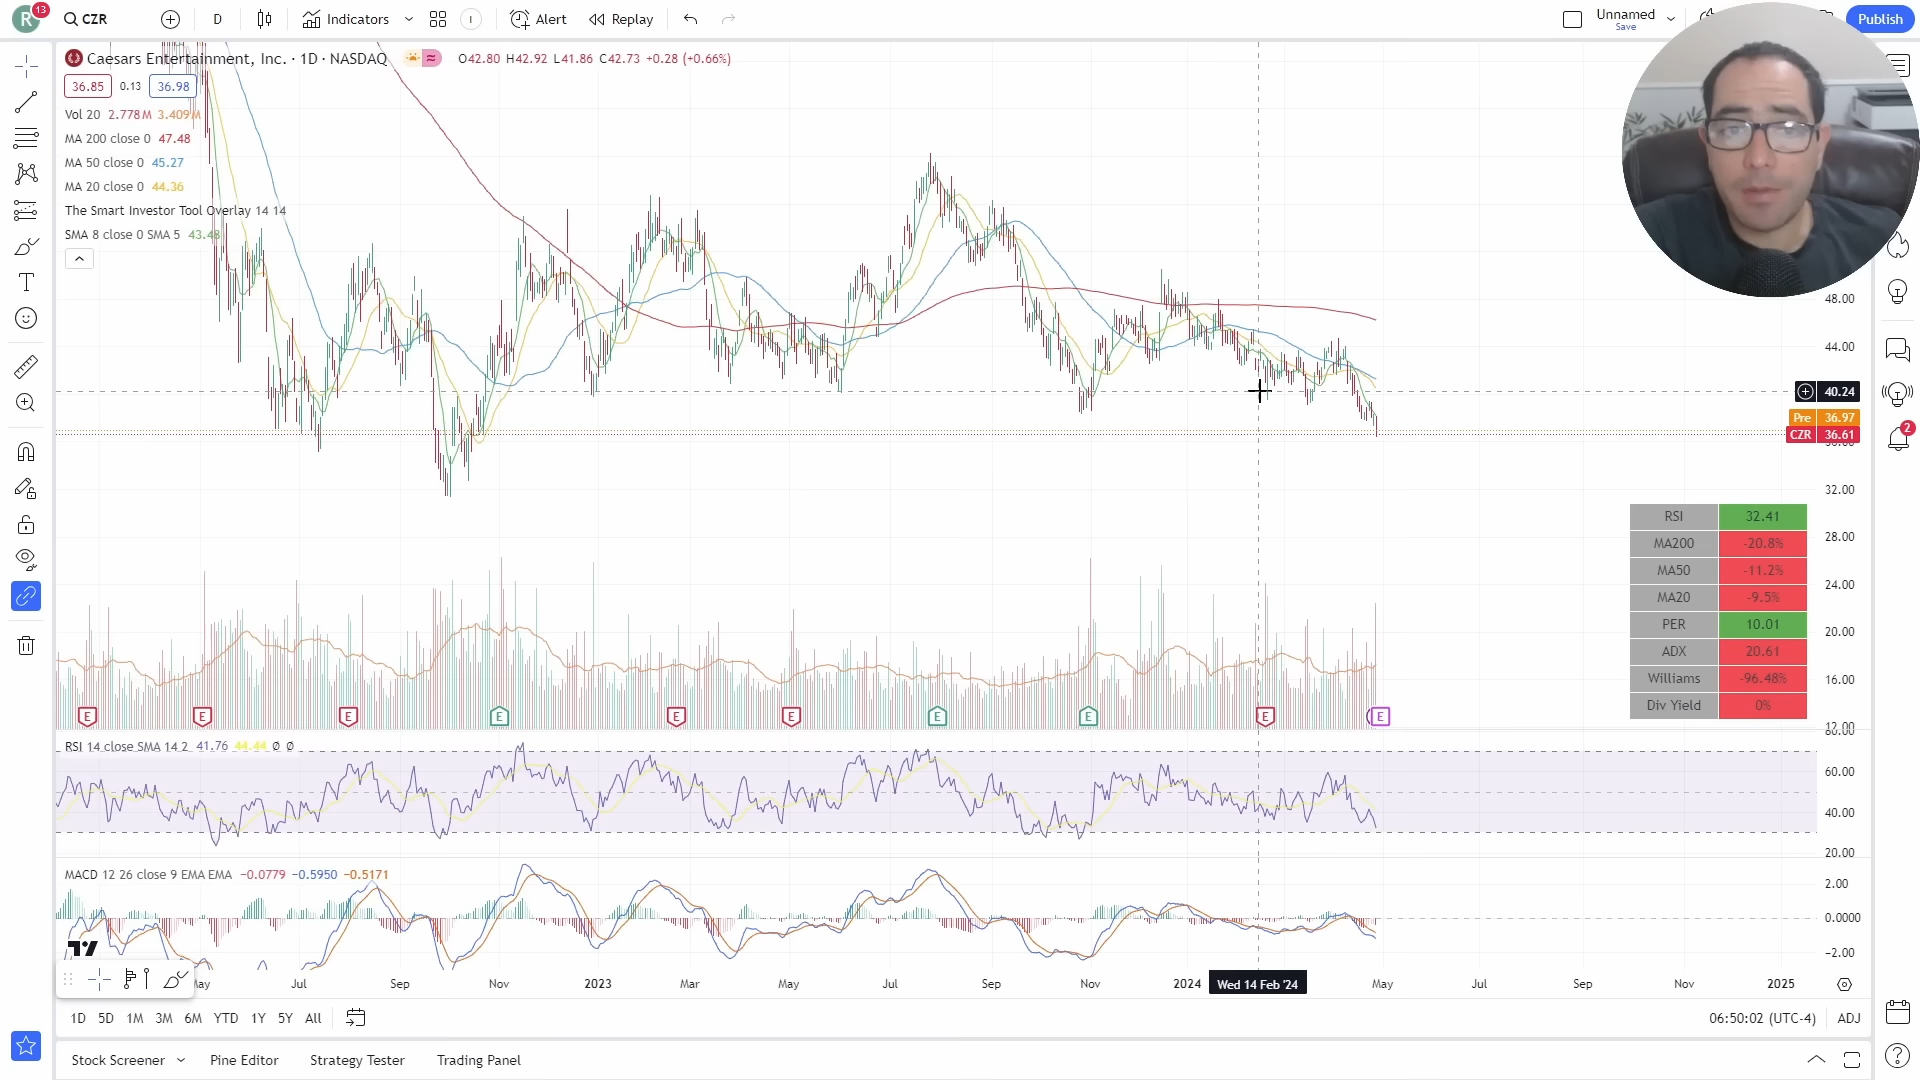 R 13 CZR D Indicators I Alert Replay Unnamed Publish
Save
Caesars Entertainment, Inc. · 1D · NASDAQ O42.80 H42.92 L41.86 C42.73 +0.28 (+0.66%)
36.85 0.13 36.98
Vol 20 2.778M 3.409M
MA 200 close 0 47.48
MA 50 close 0 45.27
MA 20 close 0 44.36
The Smart Investor Tool Overlay 14 14
SMA 8 close 0 SMA 5 43.48
48.00
44.00
40.24
Pre 36.97
CZR 36.61
32.00
28.00
24.00
20.00
16.00
12.00
RSI 32.41
MA200 -20.8%
MA50 -11.2%
MA20 -9.5%
PER 10.01
ADX 20.61
Williams -96.48%
Div Yield 0%
2
E E E E E E E E E E
RSI 14 close SMA 14 2 41.76 44.44 Ø Ø
80.00
60.00
40.00
20.00
MACD 12 26 close 9 EMA EMA −0.0779 −0.5950 −0.5171
2.00
0.0000
−2.00
May Jul Sep Nov 2023 Mar May Jul Sep Nov 2024 Wed 14 Feb '24 May Jul Sep Nov 2025
1D 5D 1M 3M 6M YTD 1Y 5Y All 06:50:02 (UTC-4) ADJ
Stock Screener Pine Editor Strategy Tester Trading Panel